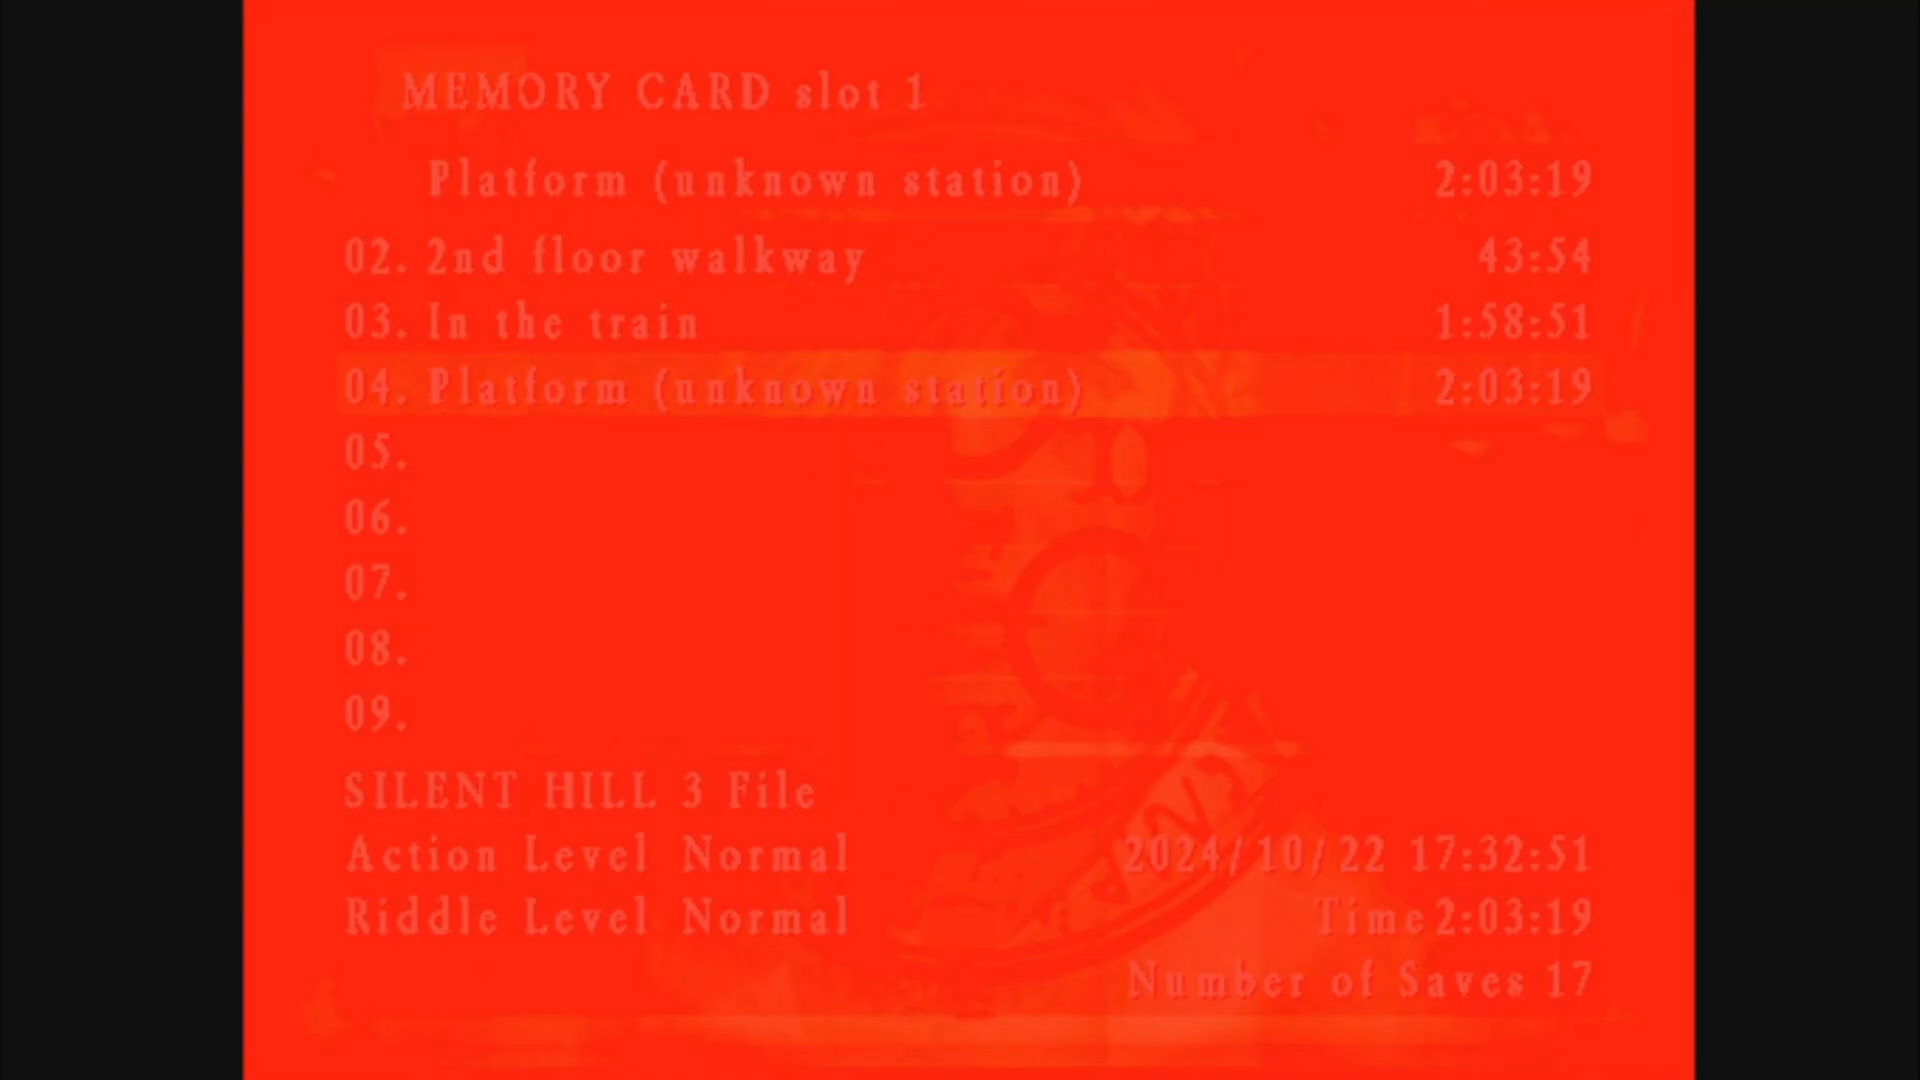 MEMORY CARD slot 1
Platform (unknown station) 2:03:19
02. 2nd floor walkway 43:54
03. In the train 1:58:51
04. Platform (unknown station) 2:03:19
05.
06.
07.
08.
09.
SILENT HILL 3 File
Action Level Normal 2024/10/22 17:32:51
Riddle Level Normal Time 2:03:19
Number of Saves 17